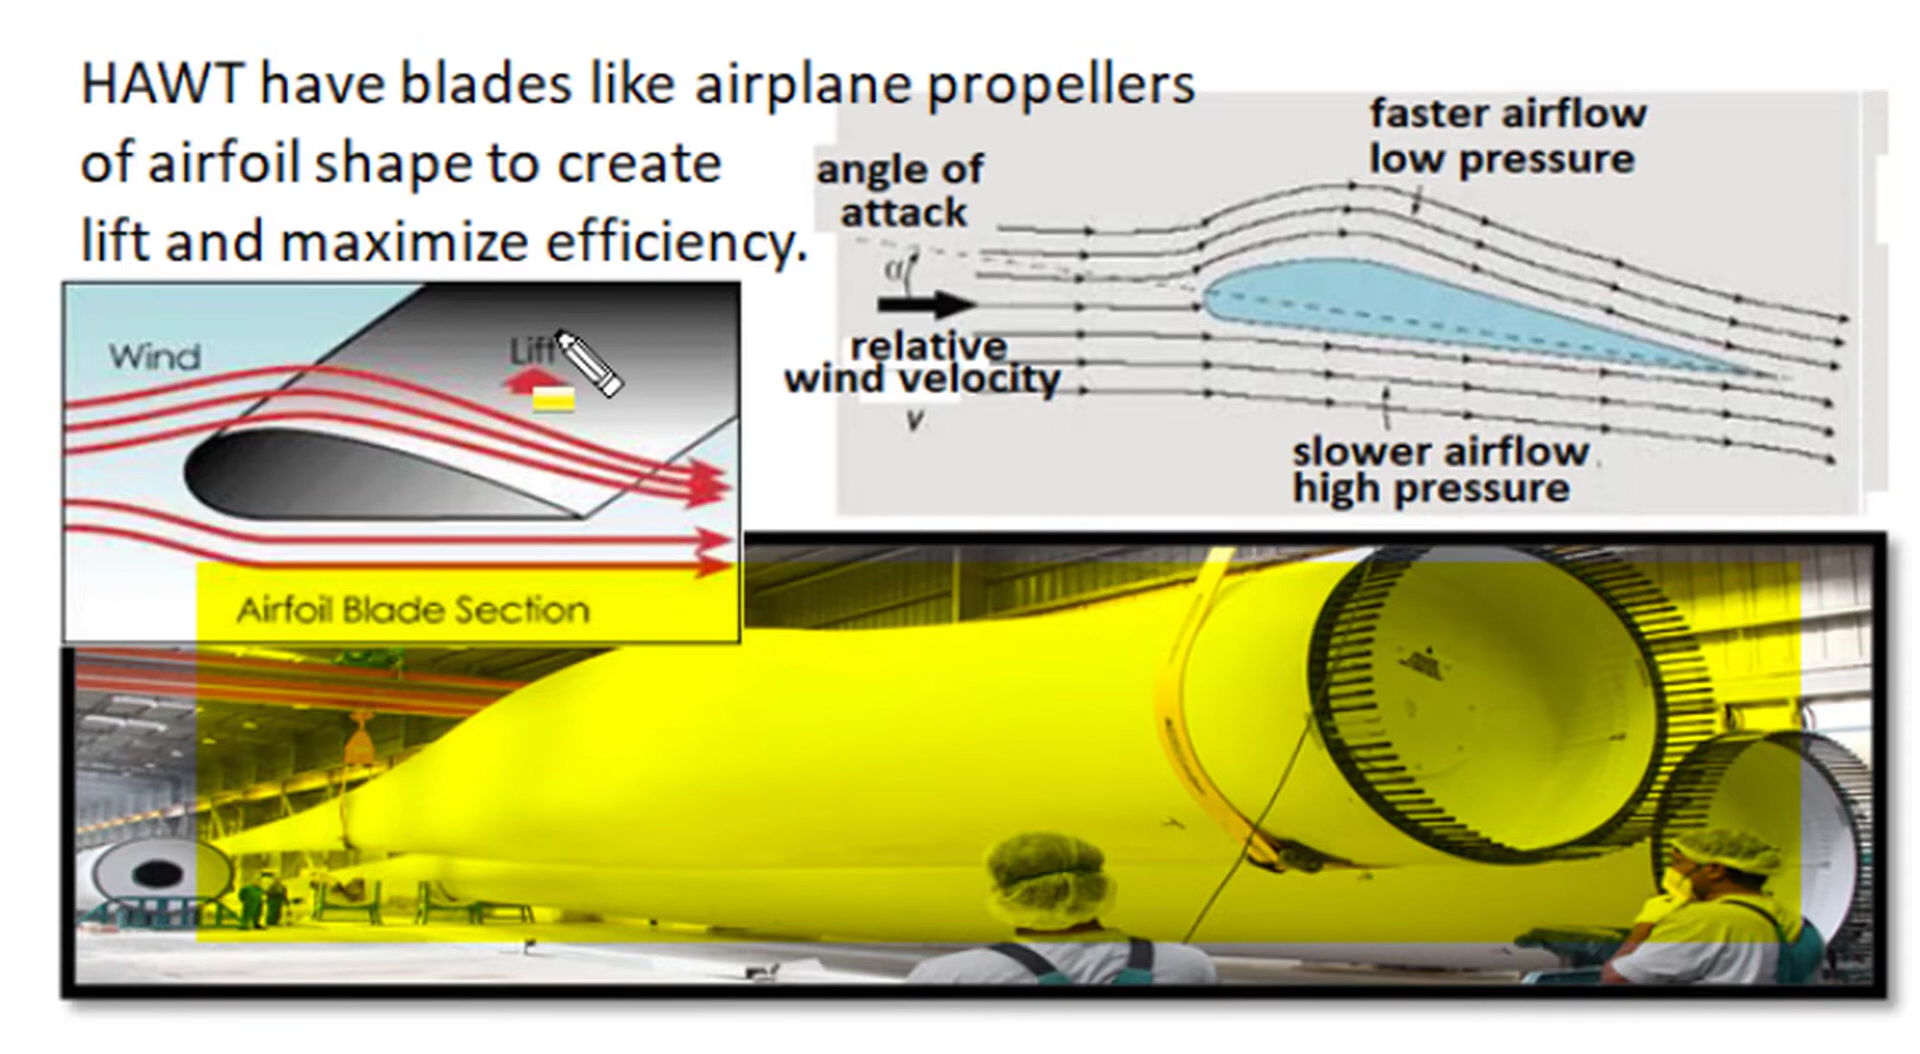 HAWT have blades like airplane propellers
of airfoil shape to create
lift and maximize efficiency.
faster airflow
low pressure
angle of
attack
α
relative
wind velocity
v
slower airflow
high pressure
Wind
Lift
Airfoil Blade Section